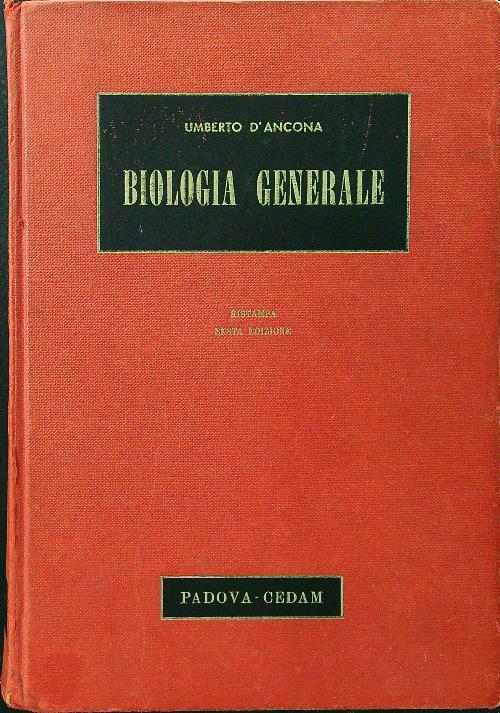 UMBERTO D'ANCONA
BIOLOGIA GENERALE
RISTAMPA
SESTA EDIZIONE
PADOVA - CEDAM